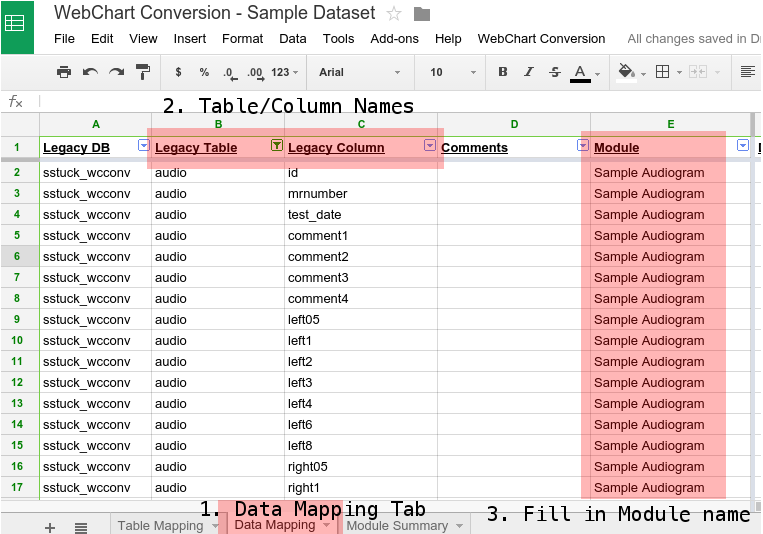 WebChart Conversion - Sample Dataset
File Edit View Insert Format Data Tools Add-ons Help WebChart Conversion All changes saved in Dr
$ % .0 .00 123 Arial 10 B I S A
fx 2. Table/Column Names
A B C D E
1 Legacy DB Legacy Table Legacy Column Comments Module
2 sstuck_wcconv audio id Sample Audiogram
3 sstuck_wcconv audio mrnumber Sample Audiogram
4 sstuck_wcconv audio test_date Sample Audiogram
5 sstuck_wcconv audio comment1 Sample Audiogram
6 sstuck_wcconv audio comment2 Sample Audiogram
7 sstuck_wcconv audio comment3 Sample Audiogram
8 sstuck_wcconv audio comment4 Sample Audiogram
9 sstuck_wcconv audio left05 Sample Audiogram
10 sstuck_wcconv audio left1 Sample Audiogram
11 sstuck_wcconv audio left2 Sample Audiogram
12 sstuck_wcconv audio left3 Sample Audiogram
13 sstuck_wcconv audio left4 Sample Audiogram
14 sstuck_wcconv audio left6 Sample Audiogram
15 sstuck_wcconv audio left8 Sample Audiogram
16 sstuck_wcconv audio right05 Sample Audiogram
17 sstuck_wcconv audio right1 Sample Audiogram
1. Data Mapping Tab 3. Fill in Module name
+ Table Mapping Data Mapping Module Summary